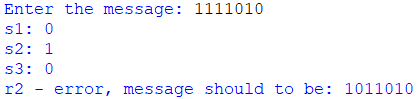 Enter the message: 1111010
s1: 0
s2: 1
s3: 0
r2 - error, message should to be: 1011010